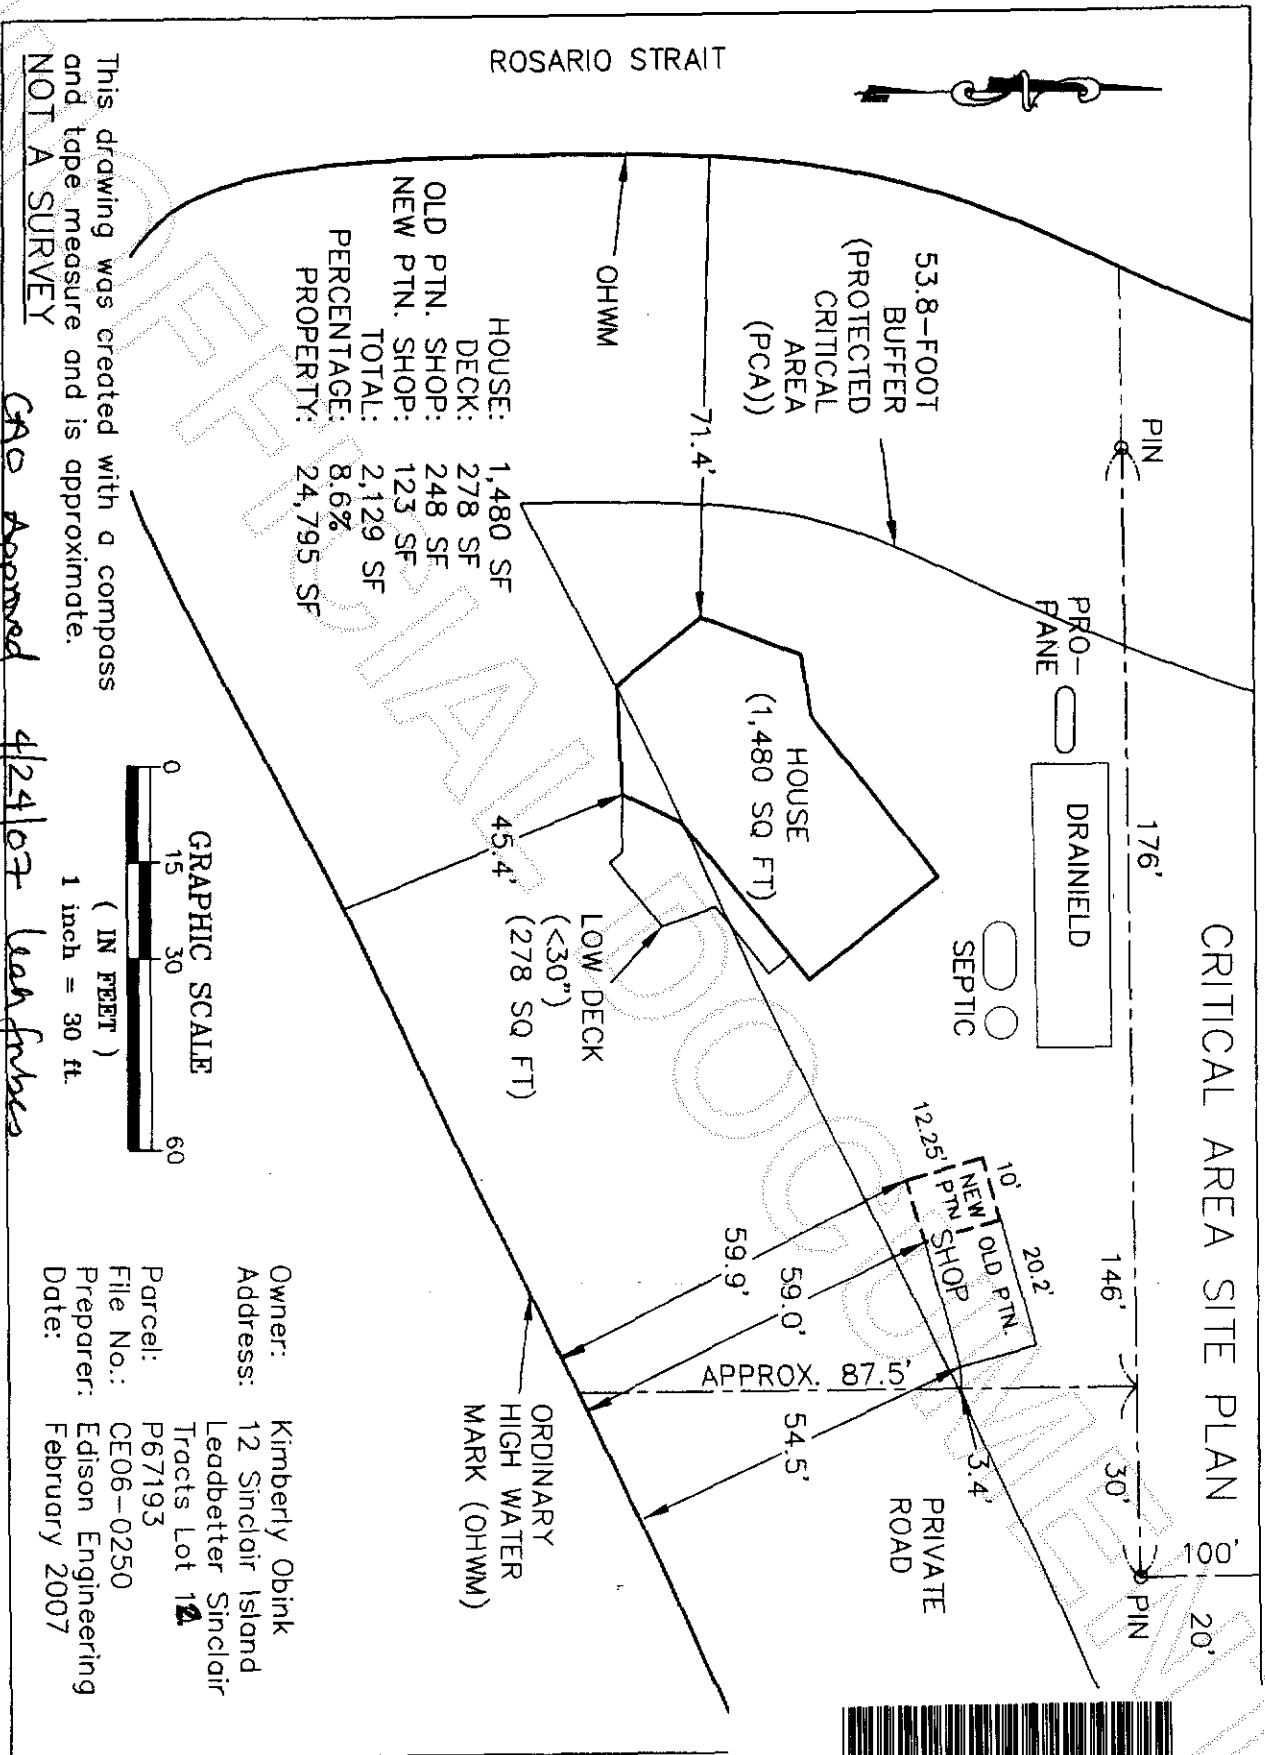 CRITICAL AREA SITE PLAN
ROSARIO STRAIT
PIN
176'
146'
30'
100'
20'
PIN
53.8-FOOT
BUFFER
(PROTECTED
CRITICAL
AREA
(PCA))
PRO-
PANE
DRAINIELD
SEPTIC
OHWM
71.4'
HOUSE
(1,480 SQ FT)
10'
20.2'
12.25'
NEW
PTN
OLD PTN.
SHOP
PRIVATE
ROAD
3.4'
APPROX. 87.5'
45.4'
LOW DECK
(<30")
(278 SQ FT)
59.9'
59.0'
54.5'
ORDINARY
HIGH WATER
MARK (OHWM)
HOUSE: 1,480 SF
DECK: 278 SF
OLD PTN. SHOP: 248 SF
NEW PTN. SHOP: 123 SF
TOTAL: 2,129 SF
PERCENTAGE: 8.6%
PROPERTY: 24,795 SF
This drawing was created with a compass
and tape measure and is approximate.
NOT A SURVEY
GRAPHIC SCALE
0 15 30 60
( IN FEET )
1 inch = 30 ft.
Owner: Kimberly Obink
Address: 12 Sinclair Island
Leadbetter Sinclair
Tracts Lot 12
Parcel: P67193
File No.: CE06-0250
Preparer: Edison Engineering
Date: February 2007
CAO Approved 4/24/07 Leah Forbes
UNOFFICIAL DOCUMENT